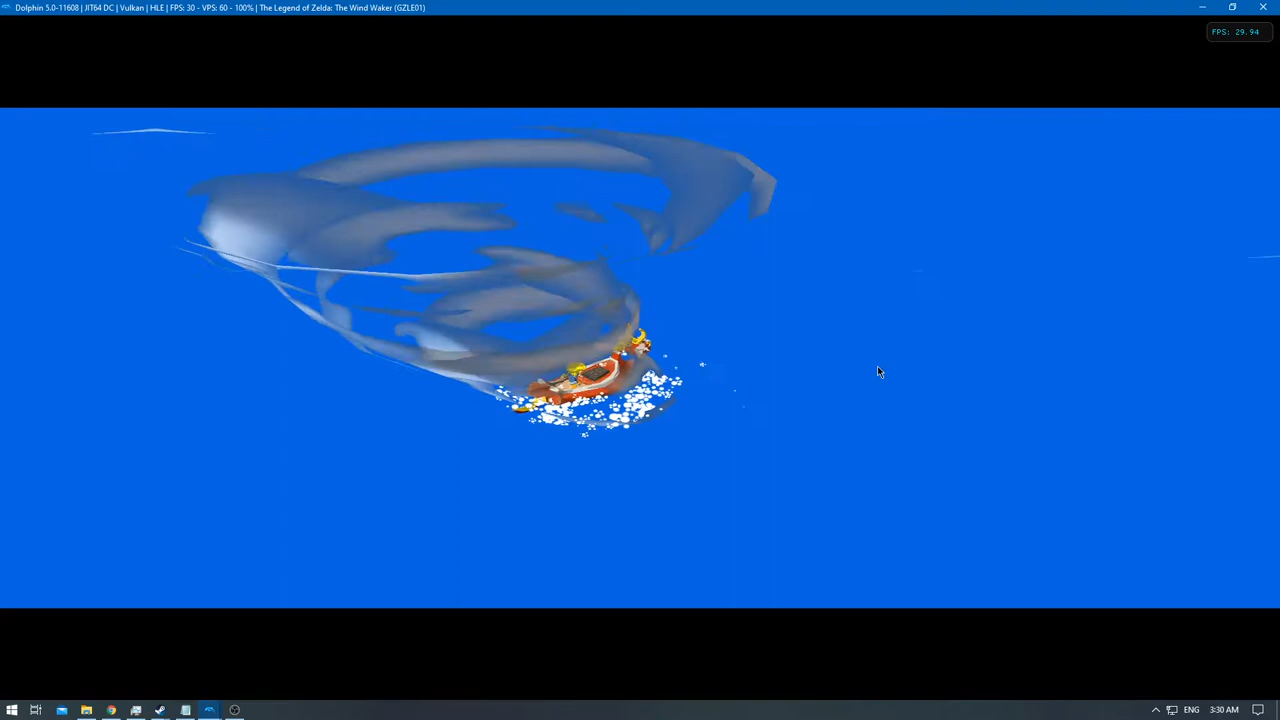 Dolphin 5.0-11608 | JIT64 DC | Vulkan | HLE | FPS: 30 - VPS: 60 - 100% | The Legend of Zelda: The Wind Waker (GZLE01)
FPS: 29.94
ENG
3:30 AM